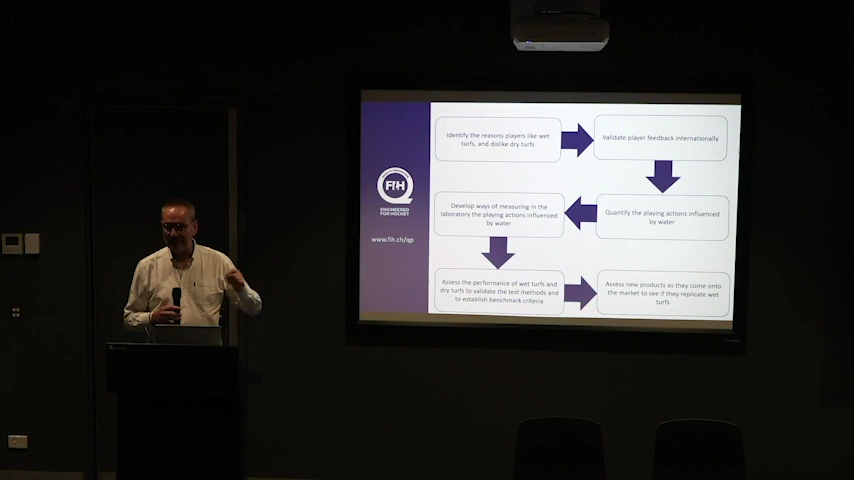 Identify the reasons players like wet
turfs, and dislike dry turfs
Validate player feedback internationally
Develop ways of measuring in the
laboratory the playing actions influenced
by water
Quantify the playing actions influenced by
water
Assess the performance of wet turfs and
dry turfs to validate the test methods and
to establish benchmark criteria
Assess new products as they come onto
the market to see if they replicate wet
turfs
FIH
ENGINEERED
FOR HOCKEY
www.fih.ch/qp